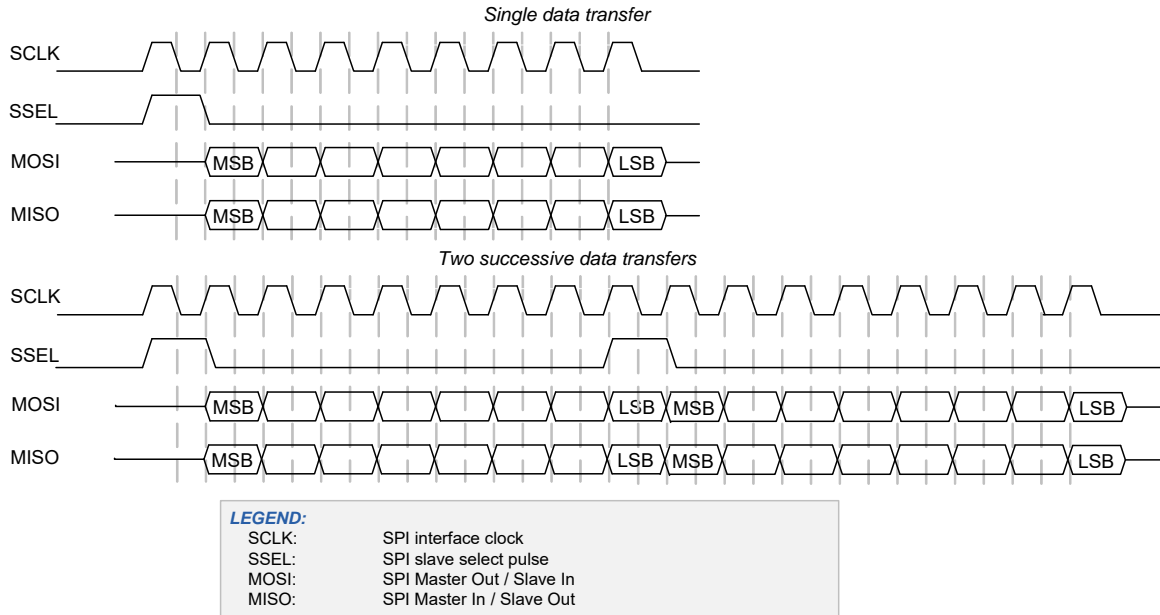 Single data transfer
SCLK
SSEL
MOSI MSB LSB
MISO MSB LSB
Two successive data transfers
SCLK
SSEL
MOSI MSB LSB MSB LSB
MISO MSB LSB MSB LSB
LEGEND:
SCLK: SPI interface clock
SSEL: SPI slave select pulse
MOSI: SPI Master Out / Slave In
MISO: SPI Master In / Slave Out